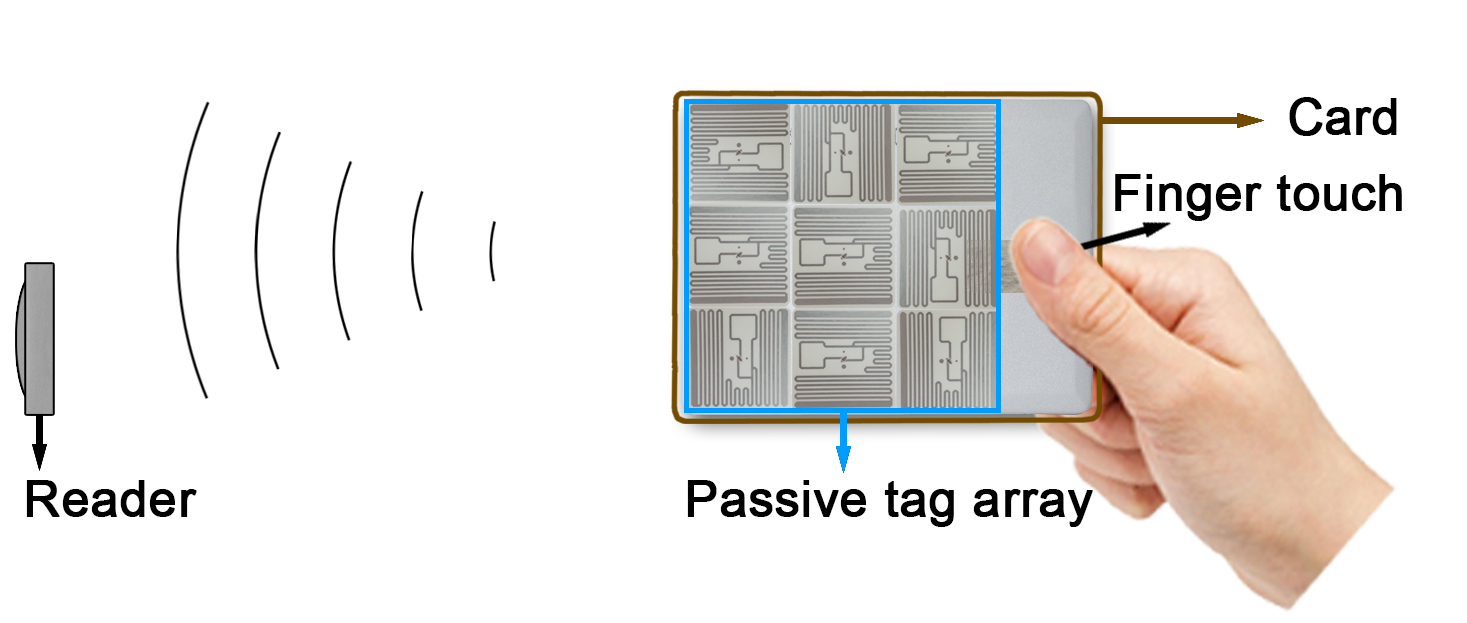 Card
Finger touch
Reader
Passive tag array